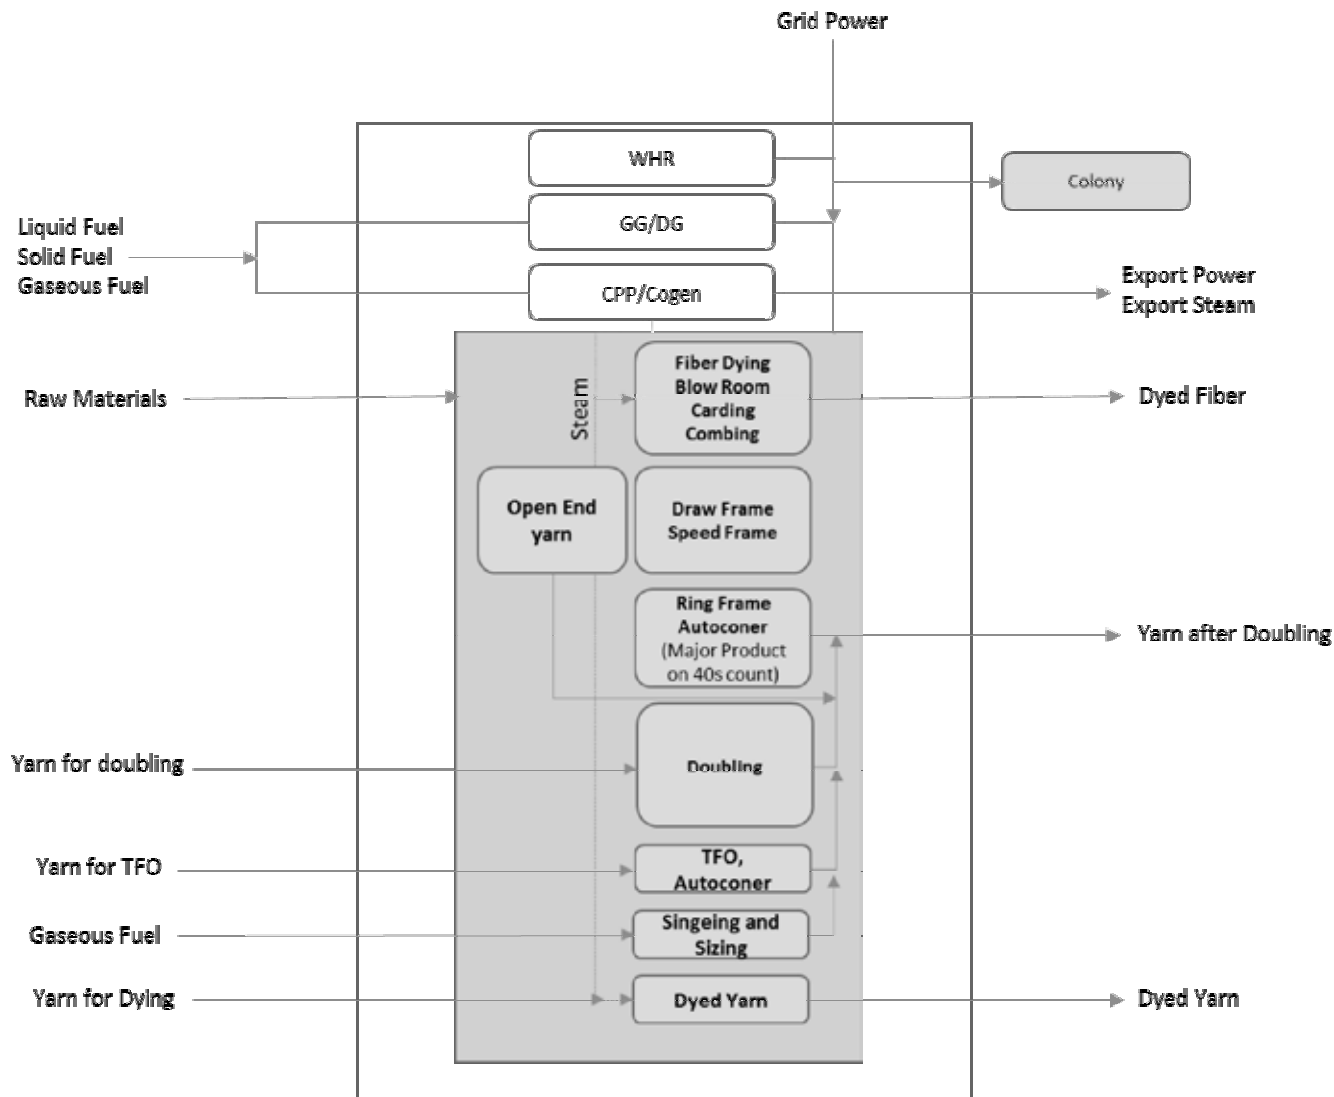 Grid Power
WHR
Colony
GG/DG
Liquid Fuel
Solid Fuel
Gaseous Fuel
CPP/Cogen
Export Power
Export Steam
Raw Materials
Steam
Fiber Dying
Blow Room
Carding
Combing
Dyed Fiber
Open End
yarn
Draw Frame
Speed Frame
Ring Frame
Autoconer
(Major Product
on 40s count)
Yarn after Doubling
Yarn for doubling
Doubling
Yarn for TFO
TFO,
Autoconer
Gaseous Fuel
Singeing and
Sizing
Yarn for Dying
Dyed Yarn
Dyed Yarn